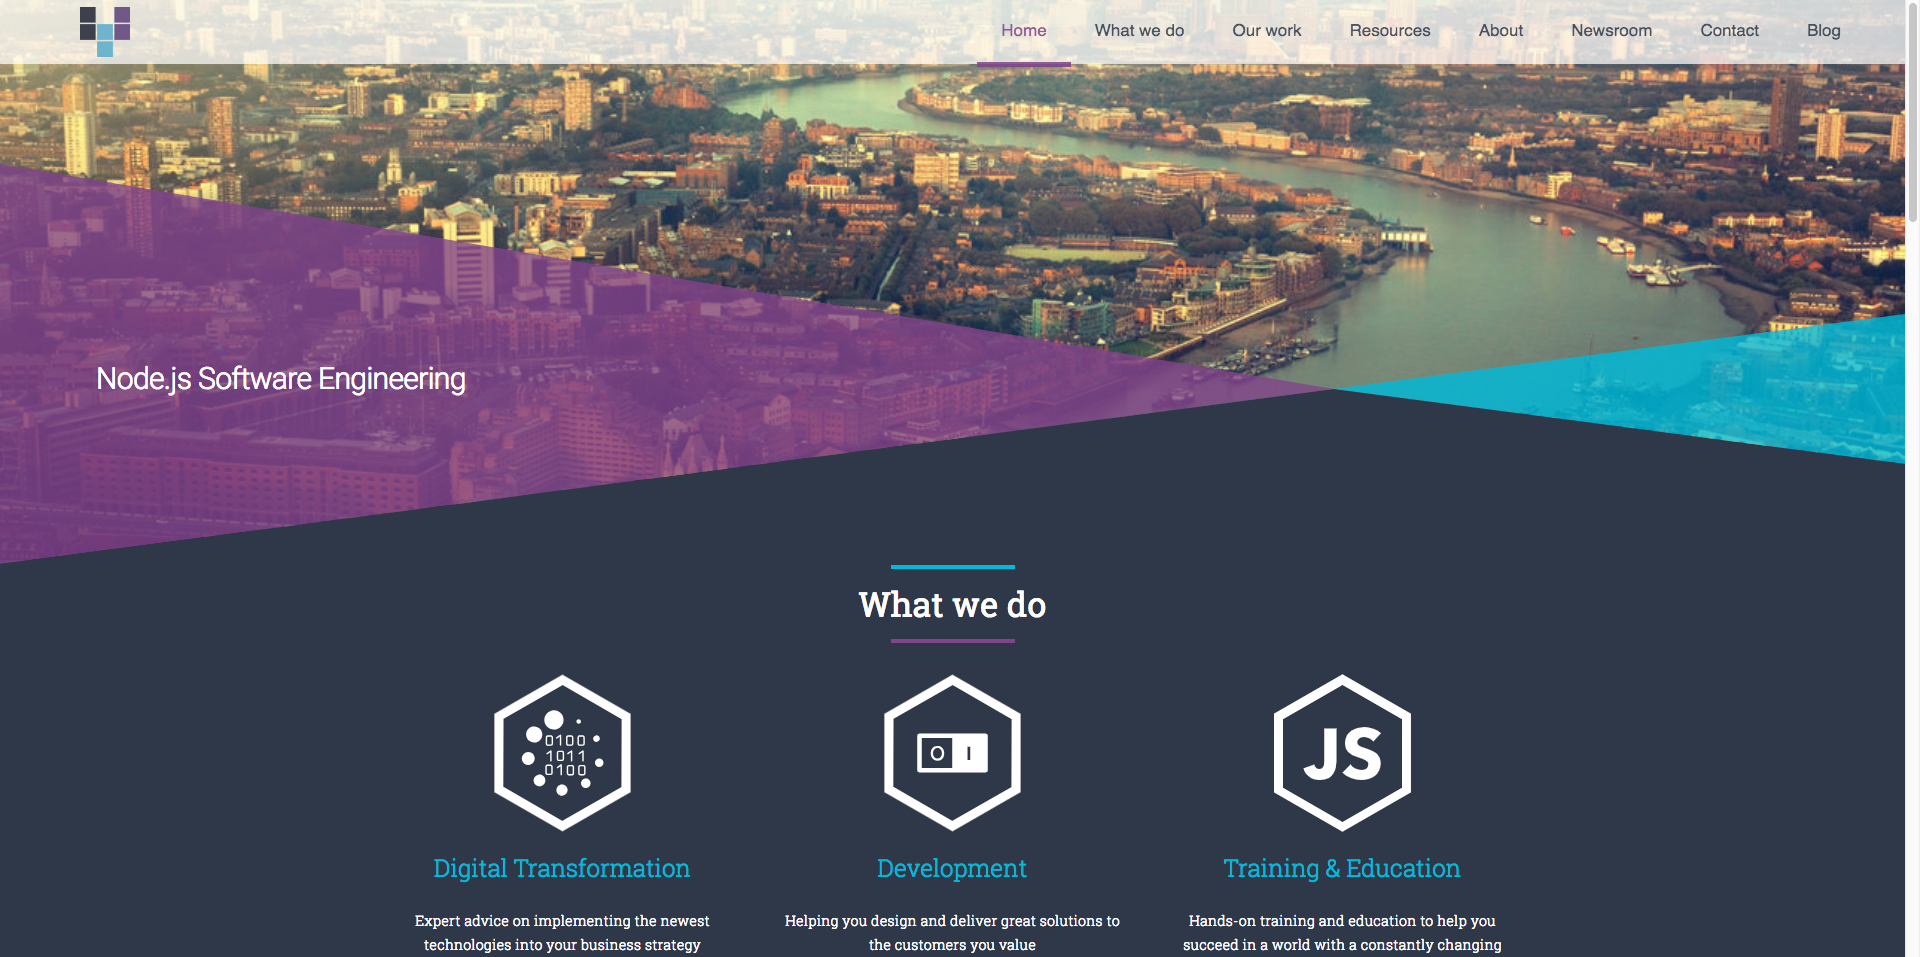 Home What we do Our work Resources About Newsroom Contact Blog
Node.js Software Engineering
What we do
0100
1011
0100
O I
JS
Digital Transformation
Expert advice on implementing the newest
technologies into your business strategy
Development
Helping you design and deliver great solutions to
the customers you value
Training & Education
Hands-on training and education to help you
succeed in a world with a constantly changing